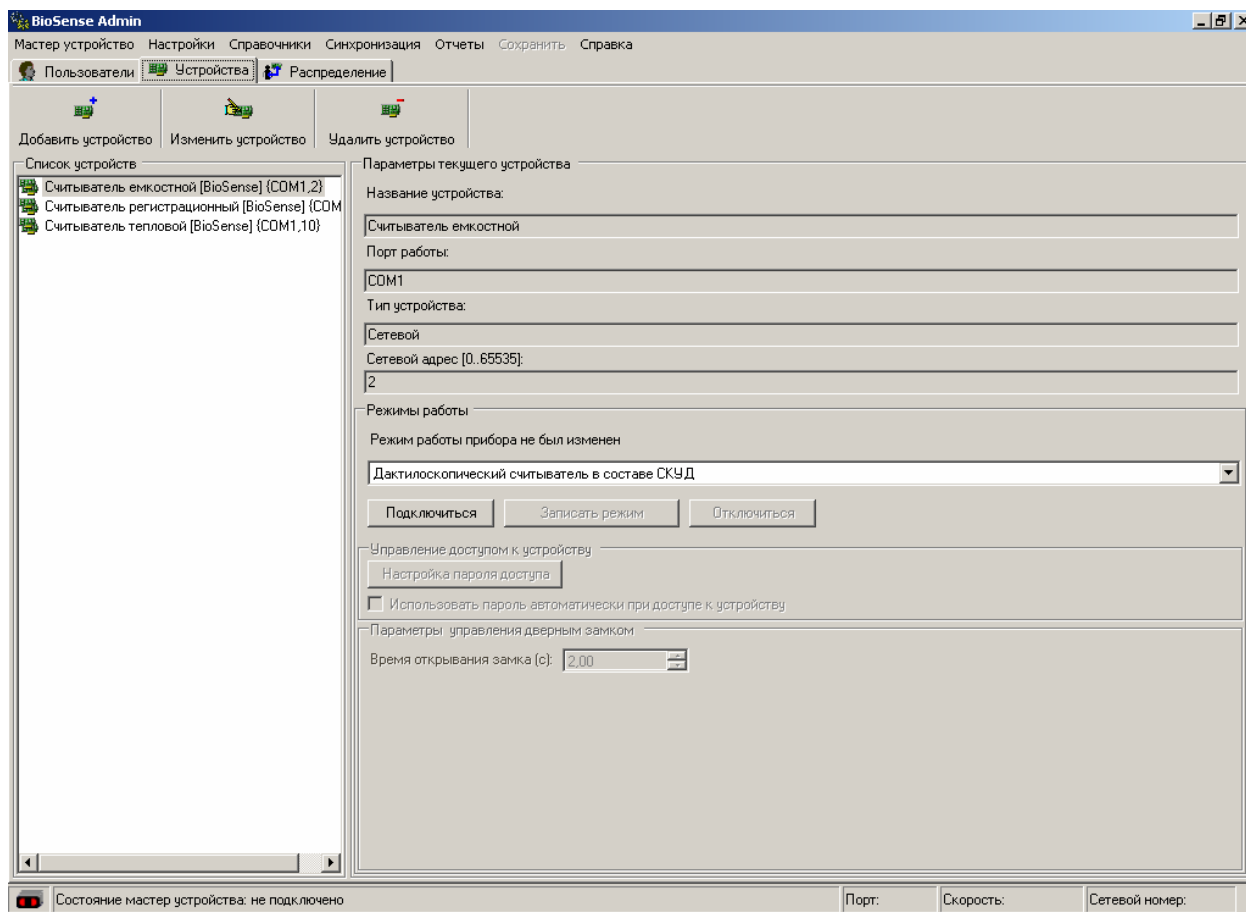 BioSense Admin
Мастер устройство Настройки Справочники Синхронизация Отчеты Сохранить Справка
Пользователи Устройства Распределение
Добавить устройство Изменить устройство Удалить устройство
Список устройств
Считыватель емкостной [BioSense] {COM1,2}
Считыватель регистрационный [BioSense] {COM
Считыватель тепловой [BioSense] {COM1,10}
Параметры текущего устройства
Название устройства:
Считыватель емкостной
Порт работы:
COM1
Тип устройства:
Сетевой
Сетевой адрес [0..65535]:
2
Режимы работы
Режим работы прибора не был изменен
Дактилоскопический считыватель в составе СКУД
Подключиться Записать режим Отключиться
Управление доступом к устройству
Настройка пароля доступа
Использовать пароль автоматически при доступе к устройству
Параметры управления дверным замком
Время открывания замка (с): 2,00
Состояние мастер устройства: не подключено Порт: Скорость: Сетевой номер: